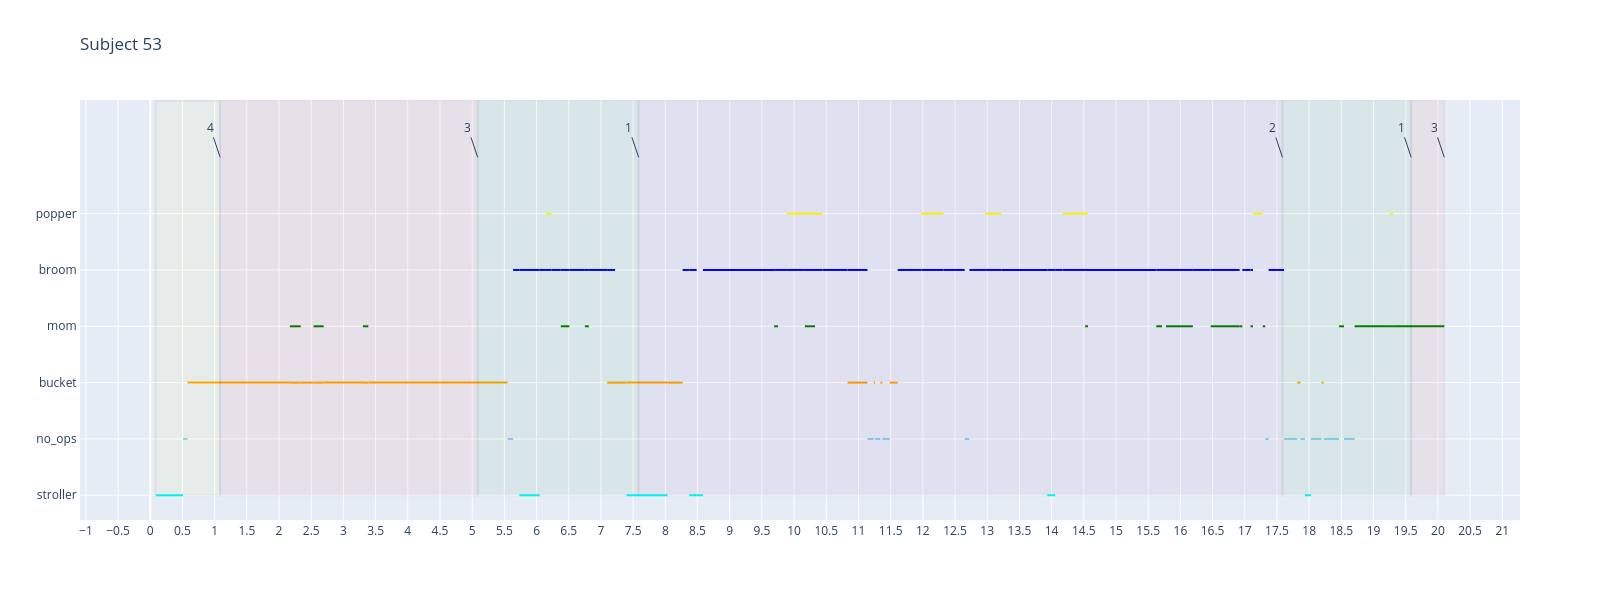 Subject 53
4 3 1 2 1 3
popper
broom
mom
bucket
no_ops
stroller
−1 −0.5 0 0.5 1 1.5 2 2.5 3 3.5 4 4.5 5 5.5 6 6.5 7 7.5 8 8.5 9 9.5 10 10.5 11 11.5 12 12.5 13 13.5 14 14.5 15 15.5 16 16.5 17 17.5 18 18.5 19 19.5 20 20.5 21